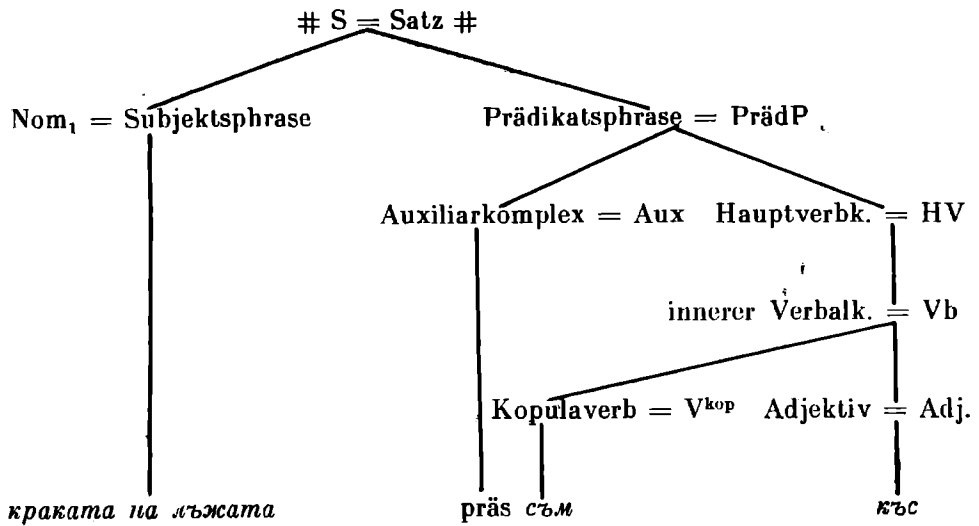 # S = Satz #
Nom₁ = Subjektsphrase Prädikatsphrase = PrädP
Auxiliarkomplex = Aux Hauptverbk. = HV
innerer Verbalk. = Vb
Kopulaverb = Vᵏᵒᵖ Adjektiv = Adj.
краката на лъжата präs съм къс